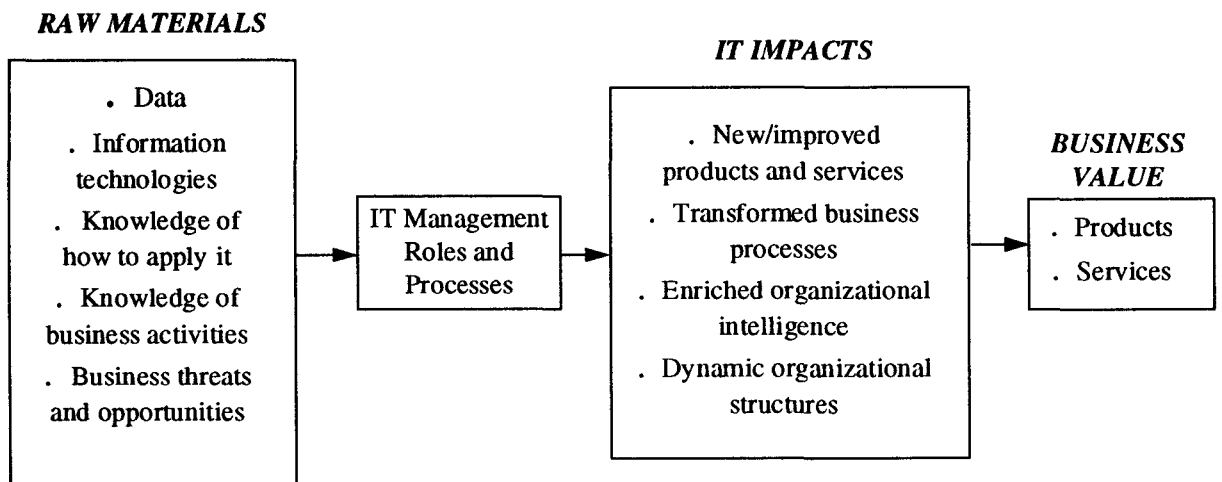 RAW MATERIALS
. Data
. Information
technologies
. Knowledge of
how to apply it
. Knowledge of
business activities
. Business threats
and opportunities
IT Management
Roles and
Processes
IT IMPACTS
. New/improved
products and services
. Transformed business
processes
. Enriched organizational
intelligence
. Dynamic organizational
structures
BUSINESS
VALUE
. Products
. Services